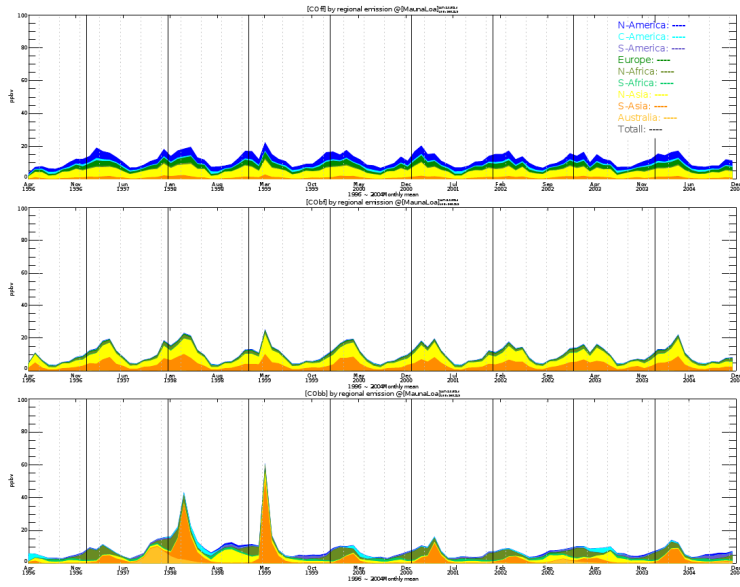 [COff] by regional emission @[MaunaLoa]
100
80
60
40
20
0
ppbv
N-America: ----
C-America: ----
S-America: ----
Europe: ----
N-Africa: ----
S-Africa: ----
N-Asia: ----
S-Asia: ----
Australia: ----
Totall: ----
Apr Nov Jun Jan Aug Mar Oct May Dec Jul Feb Sep Apr Nov Jun Dec
1996 1996 1997 1998 1998 1999 1999 2000 2000 2001 2002 2002 2003 2003 2004 200
1996 ~ 2004 Monthly mean
[CObf] by regional emission @[MaunaLoa]
100
80
60
40
20
0
ppbv
Apr Nov Jun Jan Aug Mar Oct May Dec Jul Feb Sep Apr Nov Jun Dec
1996 1996 1997 1998 1998 1999 1999 2000 2000 2001 2002 2002 2003 2003 2004 200
1996 ~ 2004 Monthly mean
[CObb] by regional emission @[MaunaLoa]
100
80
60
40
20
0
ppbv
Apr Nov Jun Jan Aug Mar Oct May Dec Jul Feb Sep Apr Nov Jun Dec
1996 1996 1997 1998 1998 1999 1999 2000 2000 2001 2002 2002 2003 2003 2004 200
1996 ~ 2004 Monthly mean